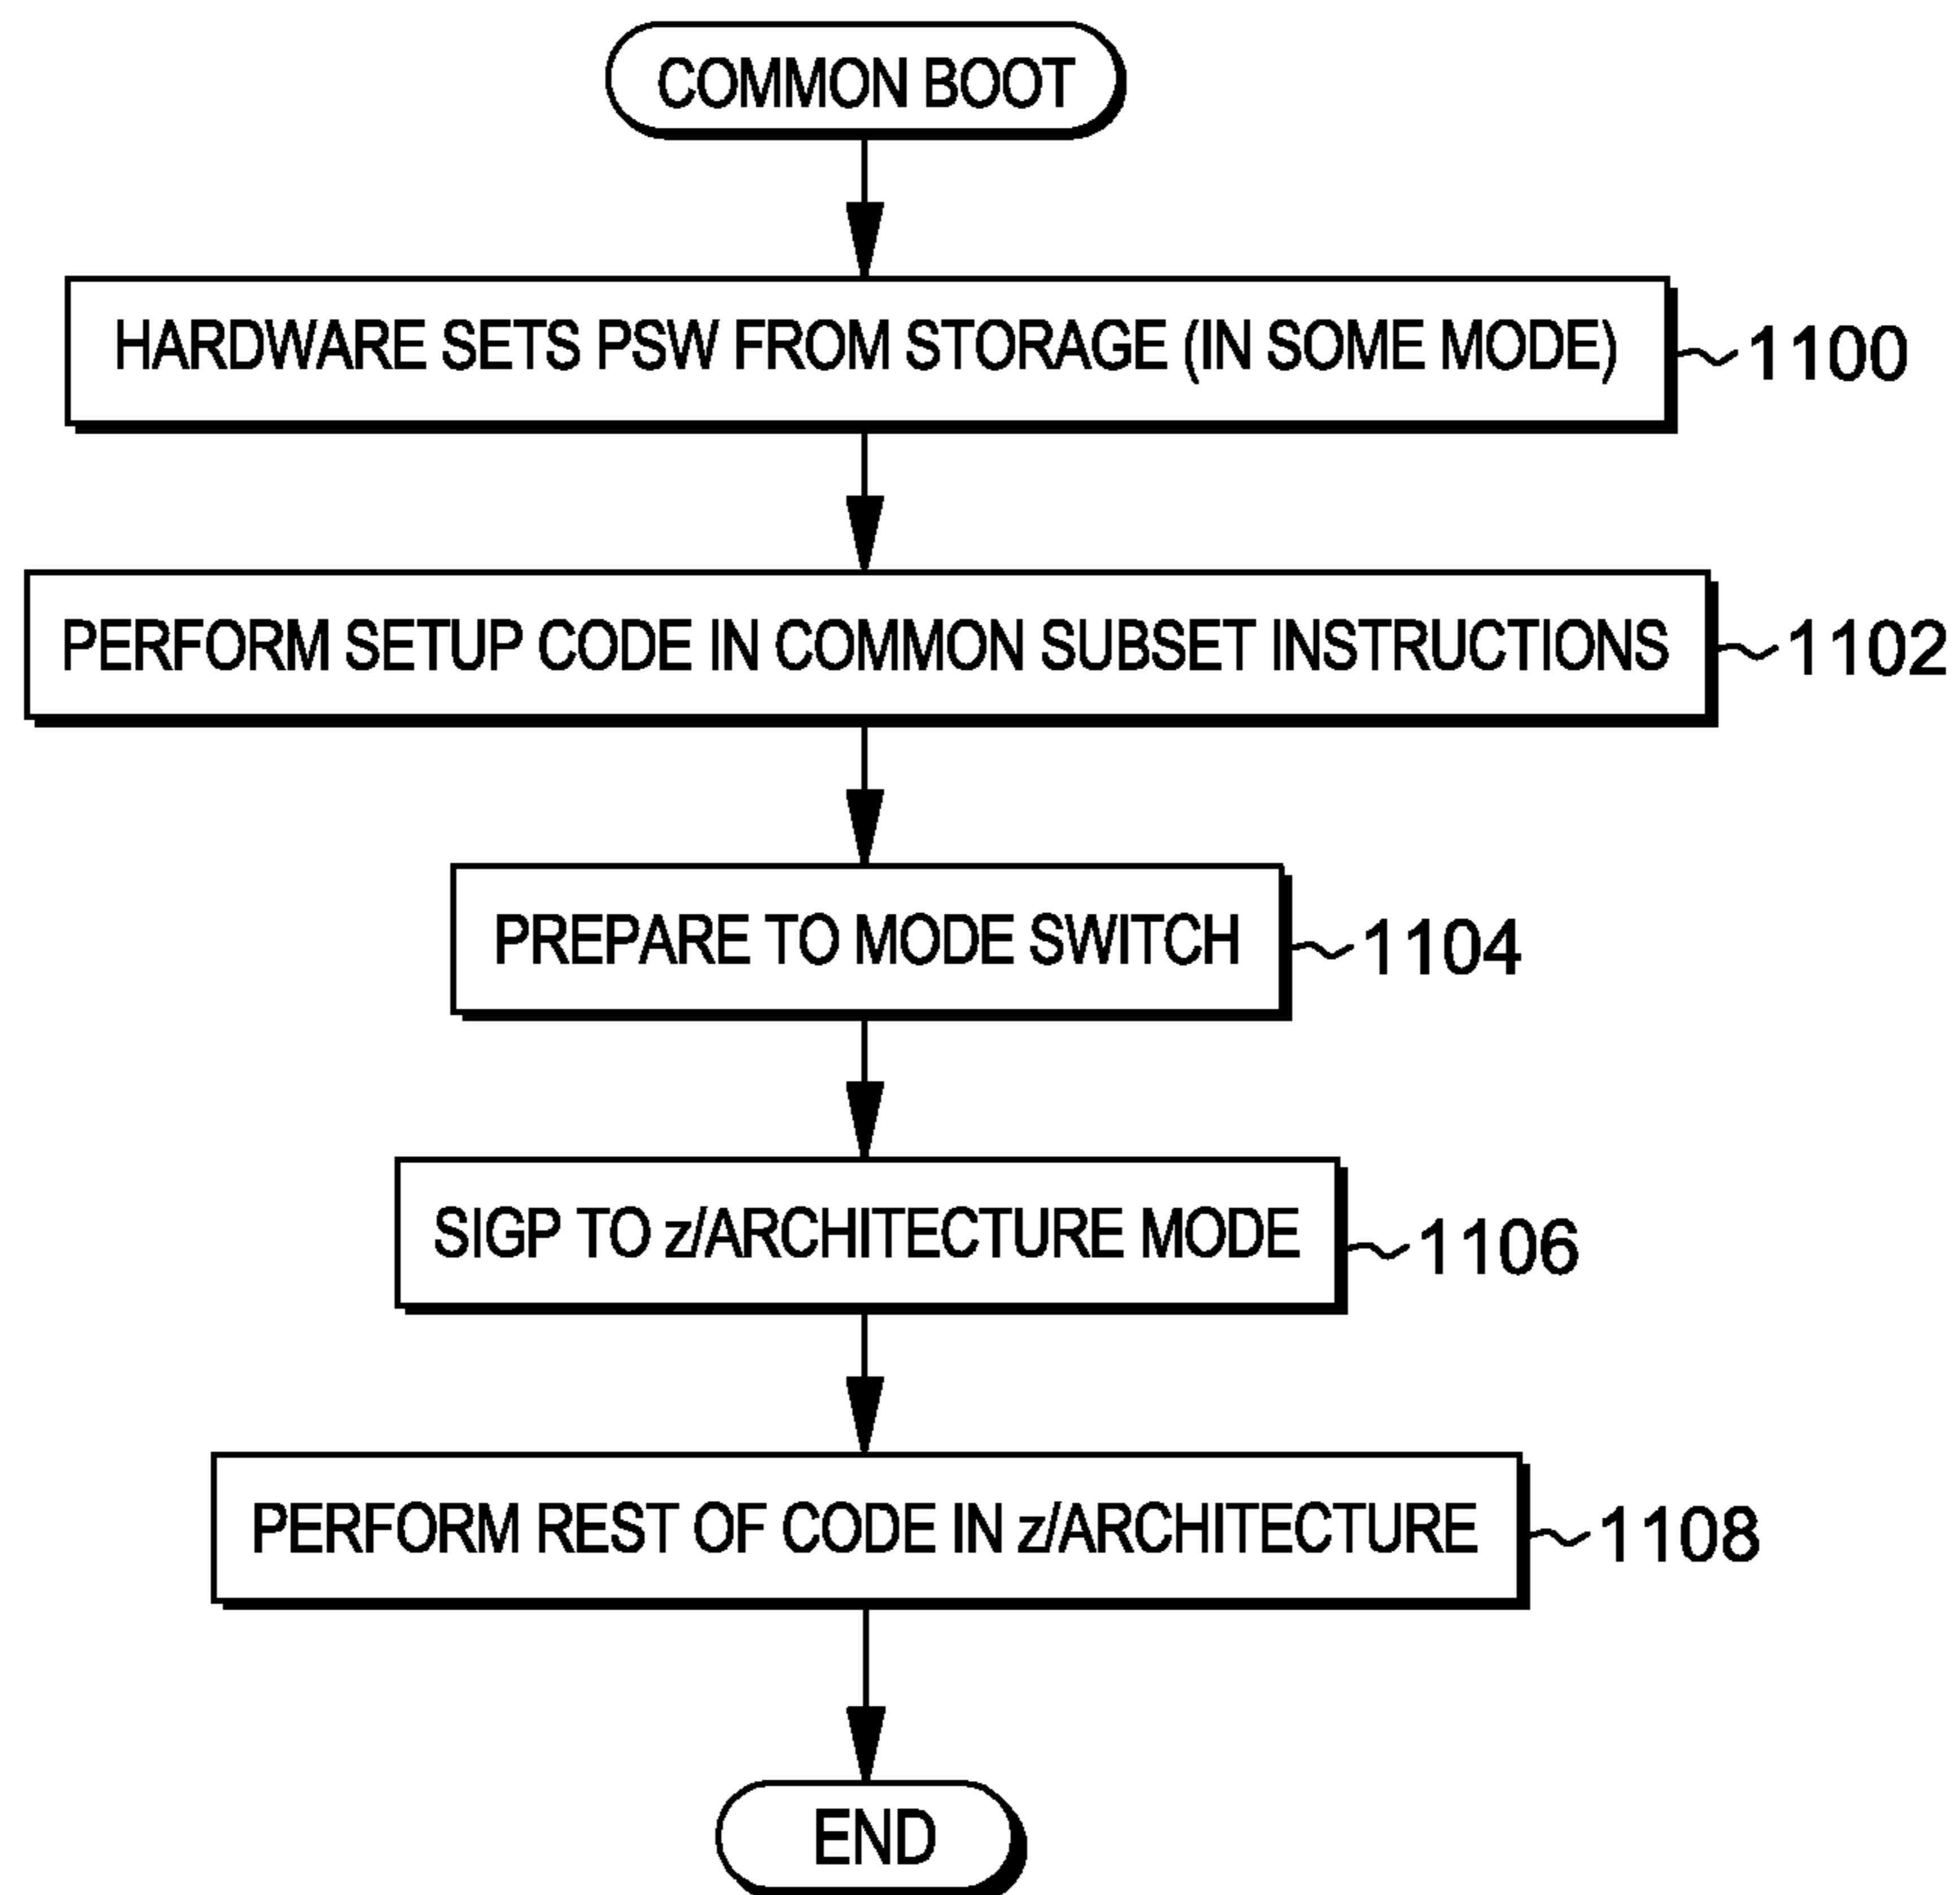 COMMON BOOT
HARDWARE SETS PSW FROM STORAGE (IN SOME MODE)
1100
PERFORM SETUP CODE IN COMMON SUBSET INSTRUCTIONS
1102
PREPARE TO MODE SWITCH
1104
SIGP TO z/ARCHITECTURE MODE
1106
PERFORM REST OF CODE IN z/ARCHITECTURE
1108
END